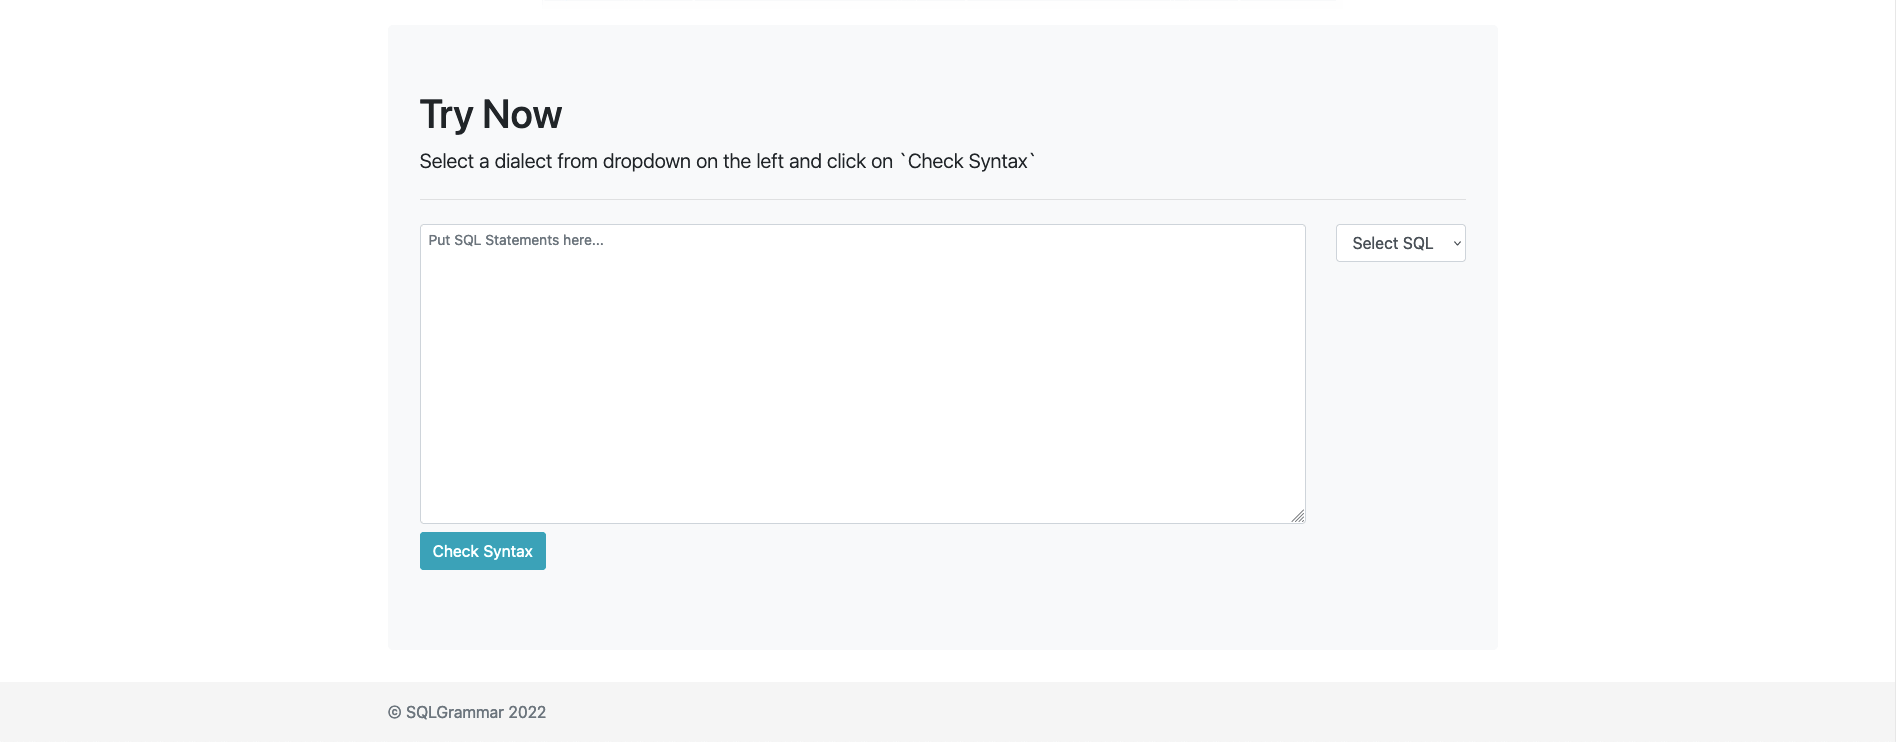 Try Now
Select a dialect from dropdown on the left and click on `Check Syntax`
Put SQL Statements here...
Select SQL
Check Syntax
© SQLGrammar 2022